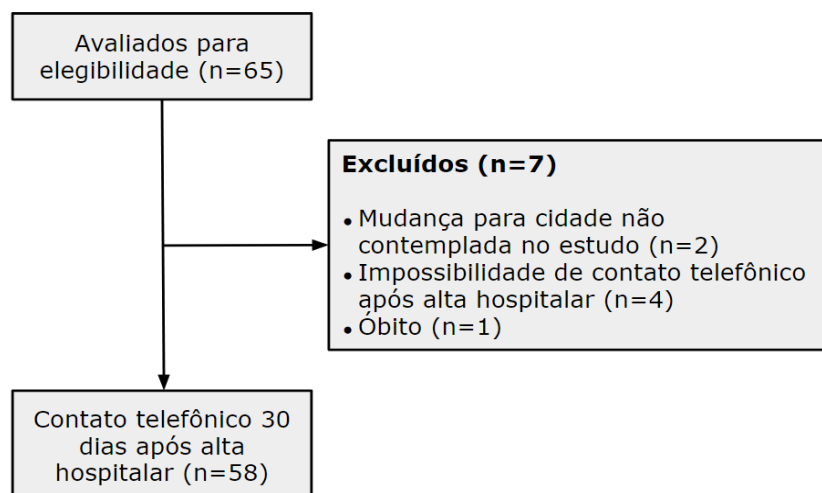 Avaliados para
elegibilidade (n=65)
Excluídos (n=7)
• Mudança para cidade não
contemplada no estudo (n=2)
• Impossibilidade de contato telefônico
após alta hospitalar (n=4)
• Óbito (n=1)
Contato telefônico 30
dias após alta
hospitalar (n=58)